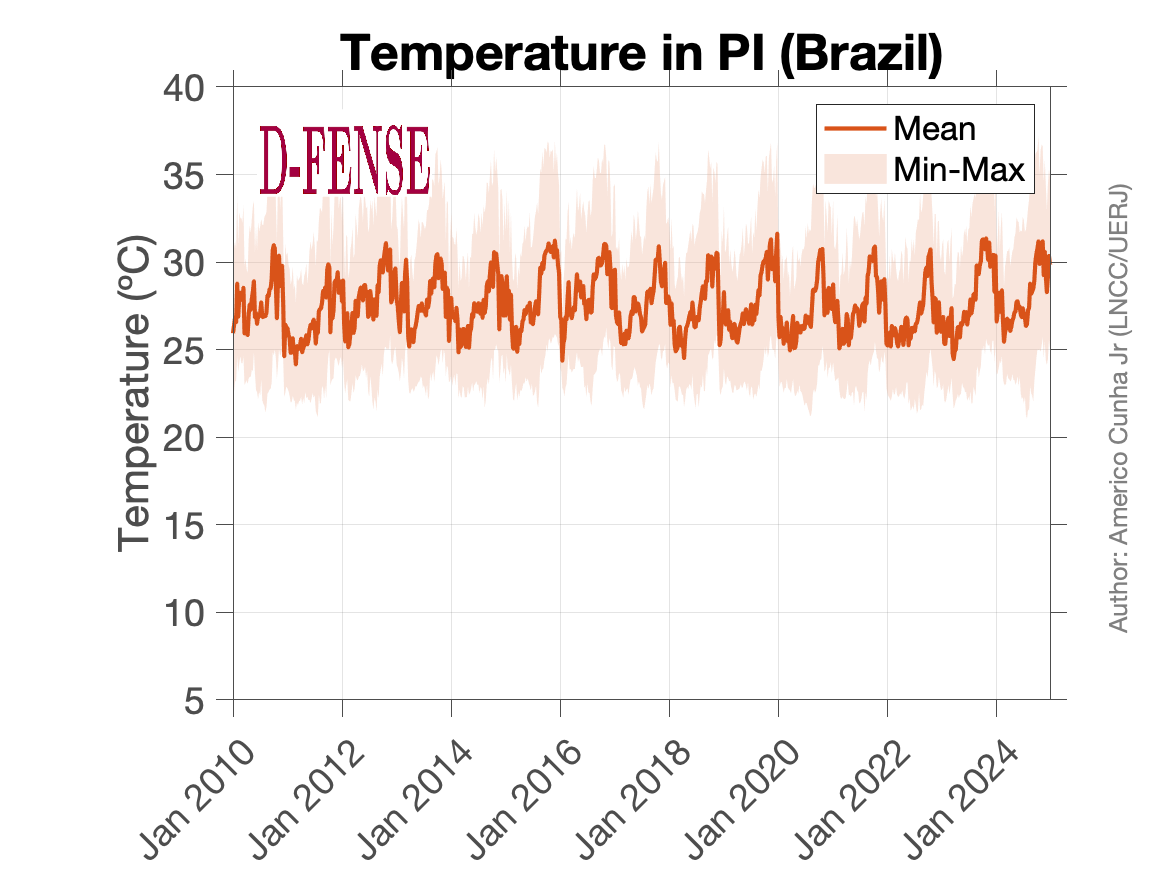 Temperature in PI (Brazil)
D-FENSE
Mean
Min-Max
Temperature (ºC)
40
35
30
25
20
15
10
5
Jan 2010
Jan 2012
Jan 2014
Jan 2016
Jan 2018
Jan 2020
Jan 2022
Jan 2024
Author: Americo Cunha Jr (LNCC/UERJ)